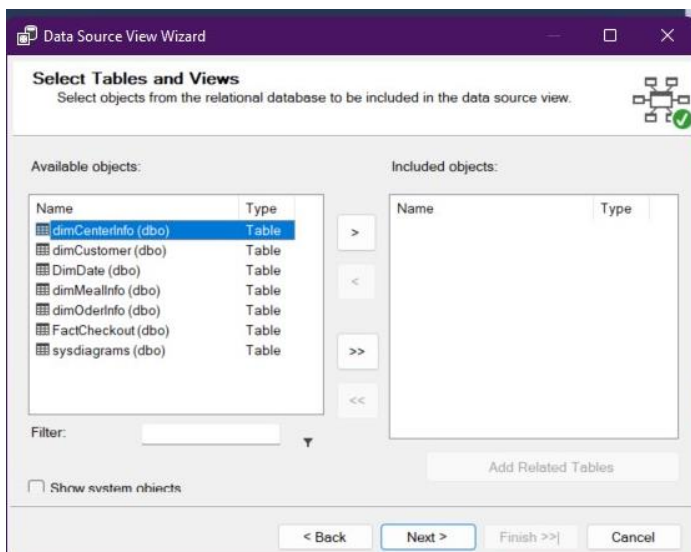 Data Source View Wizard
Select Tables and Views
Select objects from the relational database to be included in the data source view.
Available objects:
Included objects:
Name Type
dimCenterInfo (dbo) Table
dimCustomer (dbo) Table
DimDate (dbo) Table
dimMealInfo (dbo) Table
dimOderInfo (dbo) Table
FactCheckout (dbo) Table
sysdiagrams (dbo) Table
>
<
>>
<<
Name Type
Filter:
Add Related Tables
Show system objects
< Back Next > Finish >>| Cancel